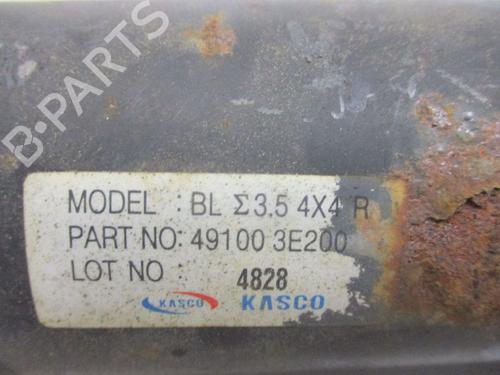 B-PARTS
MODEL : BL Σ3.5 4X4 R
PART NO: 49100 3E200
LOT NO : 4828
KASCO KASCO